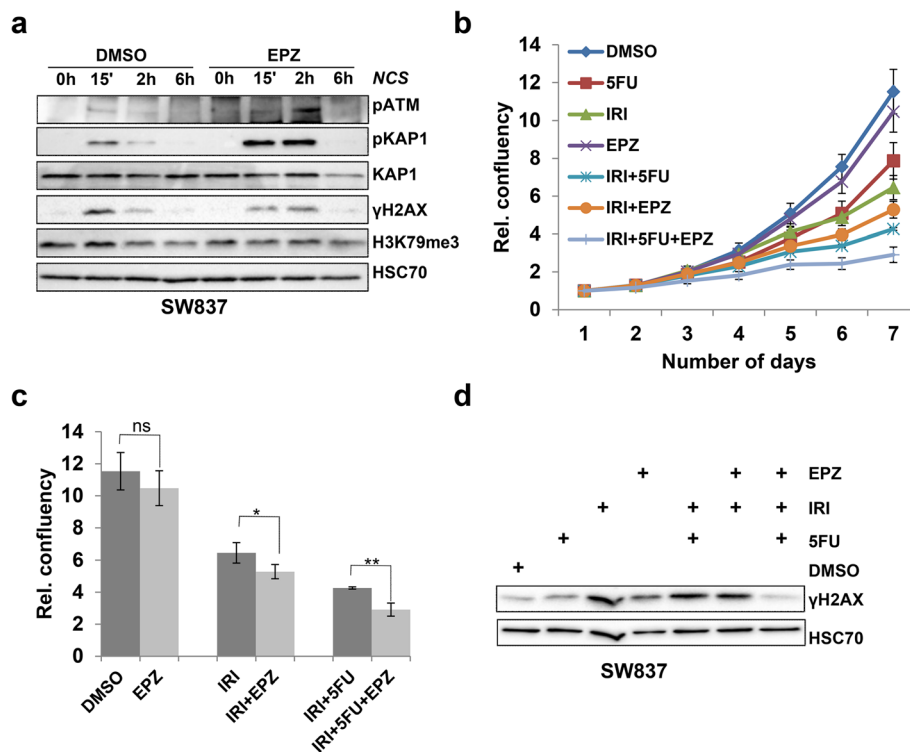 a
DMSO EPZ
0h 15' 2h 6h 0h 15' 2h 6h NCS
pATM
pKAP1
KAP1
γH2AX
H3K79me3
HSC70
SW837
b
14
12
10
8
6
4
2
0
Rel. confluency
DMSO
5FU
IRI
EPZ
IRI+5FU
IRI+EPZ
IRI+5FU+EPZ
1 2 3 4 5 6 7
Number of days
c
14
12
10
8
6
4
2
0
Rel. confluency
ns
*
**
DMSO EPZ IRI IRI+EPZ IRI+5FU IRI+5FU+EPZ
d
+ + + EPZ
+ + + + IRI
+ + + 5FU
+ DMSO
γH2AX
HSC70
SW837